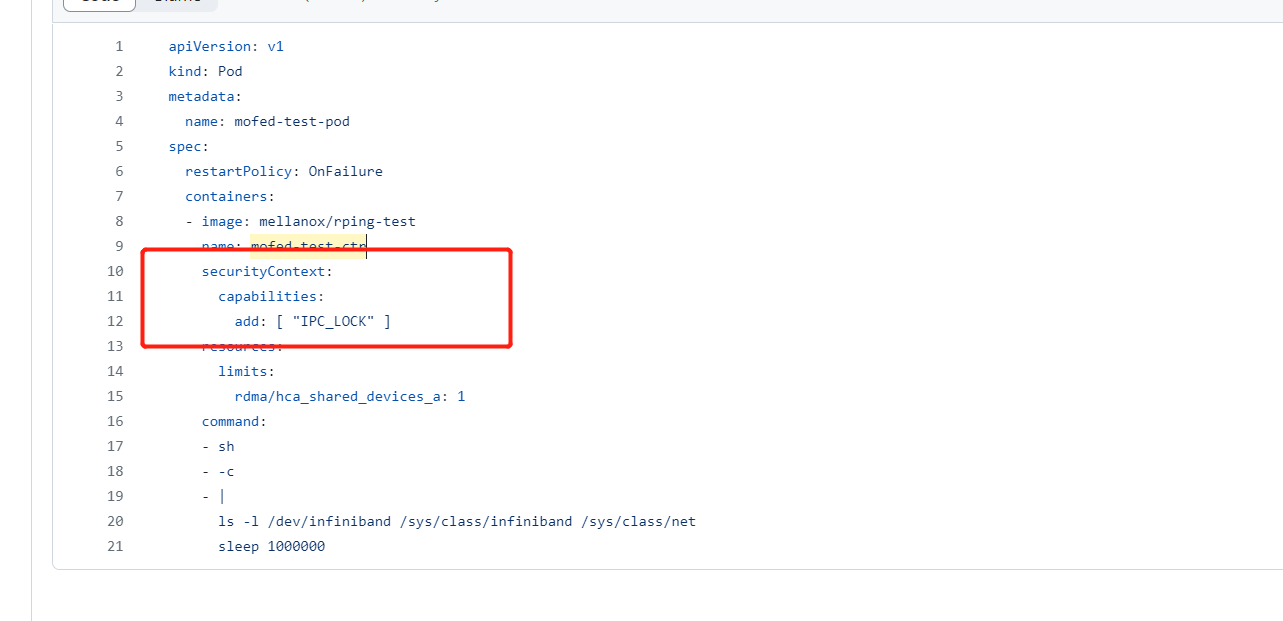 1 apiVersion: v1
2 kind: Pod
3 metadata:
4 name: mofed-test-pod
5 spec:
6 restartPolicy: OnFailure
7 containers:
8 - image: mellanox/rping-test
9 name: mofed-test-ctr
10 securityContext:
11 capabilities:
12 add: [ "IPC_LOCK" ]
13 resources:
14 limits:
15 rdma/hca_shared_devices_a: 1
16 command:
17 - sh
18 - -c
19 - |
20 ls -l /dev/infiniband /sys/class/infiniband /sys/class/net
21 sleep 1000000